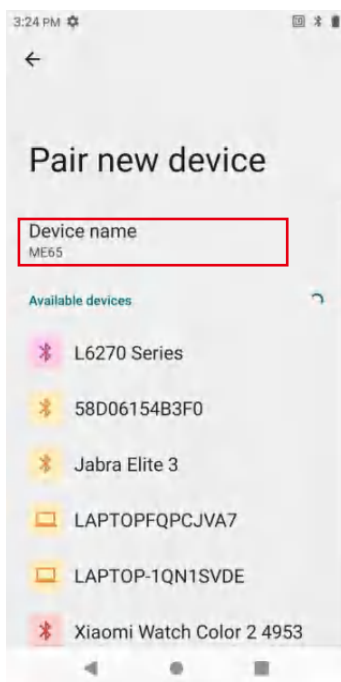 3:24 PM
Pair new device
Device name
ME65
Available devices
L6270 Series
58D06154B3F0
Jabra Elite 3
LAPTOPFQPCJVA7
LAPTOP-1QN1SVDE
Xiaomi Watch Color 2 4953